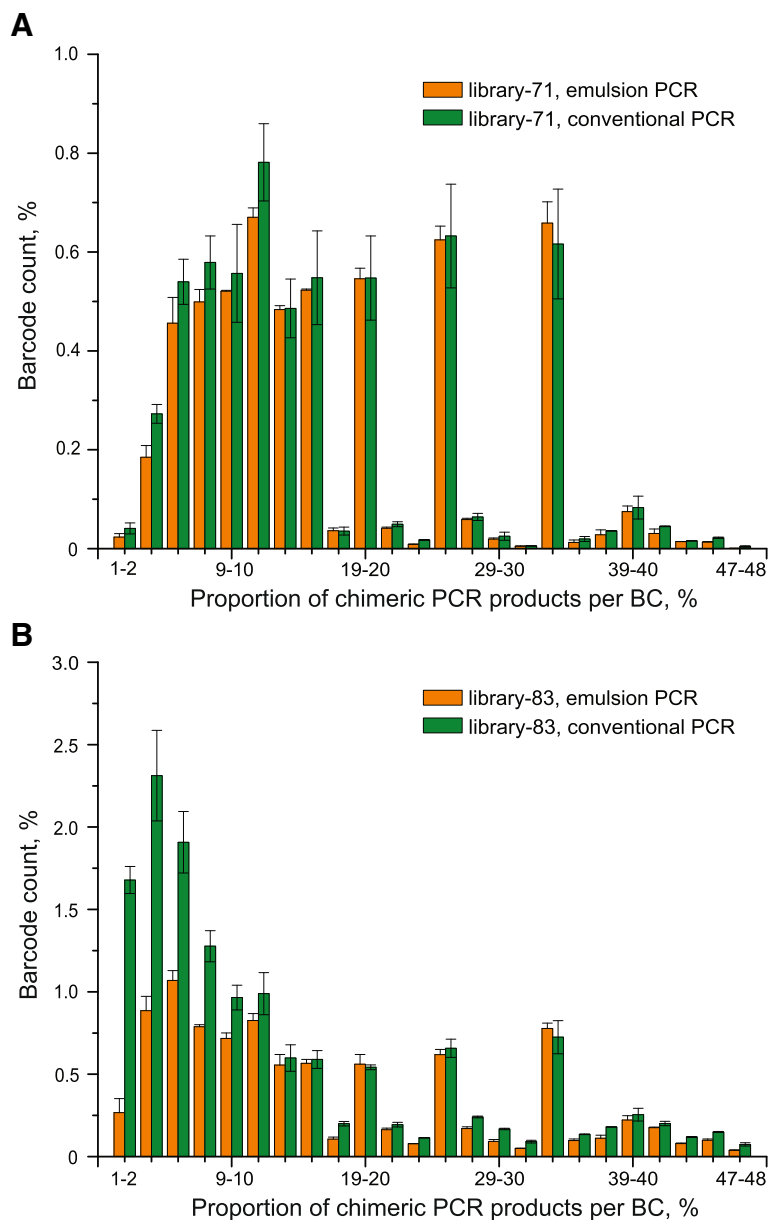 A
1.0
0.8
0.6
0.4
0.2
0
Barcode count, %
library-71, emulsion PCR
library-71, conventional PCR
1-2 9-10 19-20 29-30 39-40 47-48
Proportion of chimeric PCR products per BC, %
B
3.0
2.5
2.0
1.5
1.0
0.5
0
Barcode count, %
library-83, emulsion PCR
library-83, conventional PCR
1-2 9-10 19-20 29-30 39-40 47-48
Proportion of chimeric PCR products per BC, %